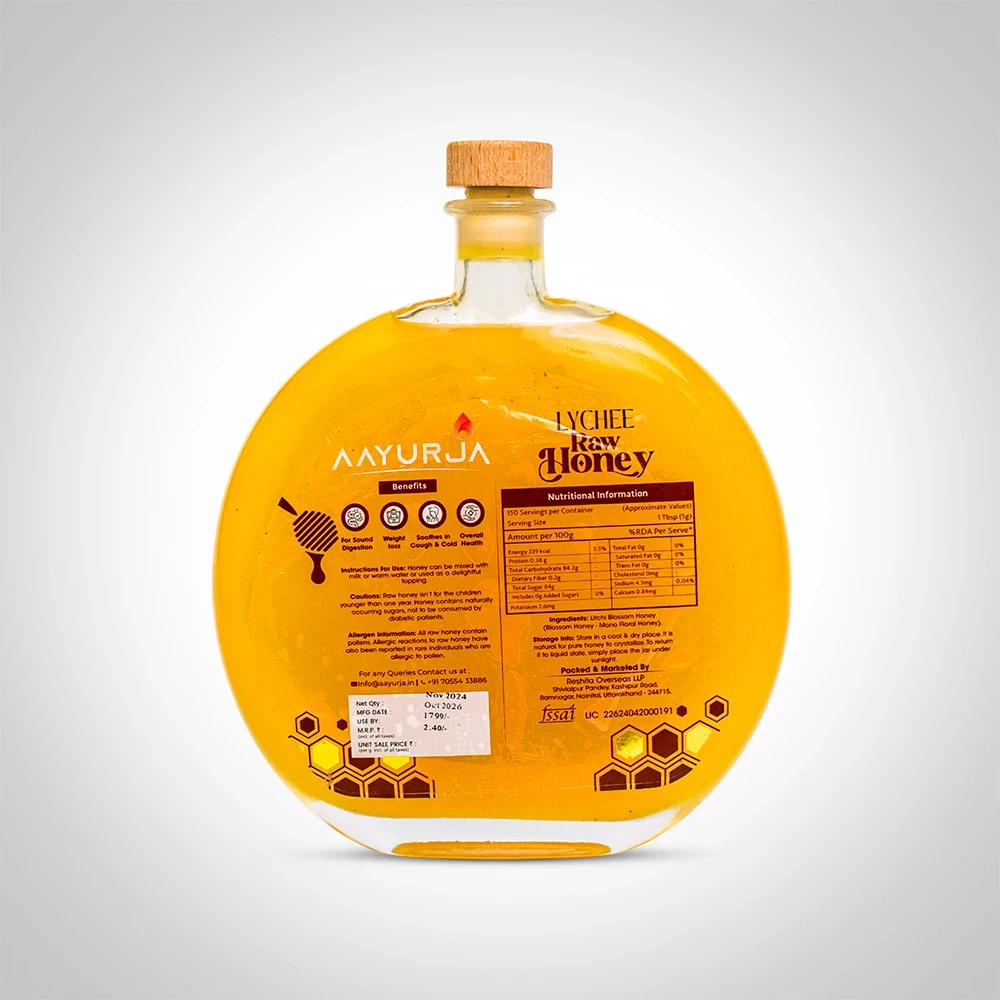 AAYURJA
Benefits
For Sound
Digestion
Weight
loss
Soothes in
Cough & Cold
Overall
Health
Instructions For Use: Honey can be mixed with
milk or warm water or used as a delightful
topping.
Cautions: Raw honey isn't for the children
younger than one year. Honey contains naturally
occurring sugars, not to be consumed by
diabetic patients.
Allergen Information: All raw honey contain
pollens. Allergic reactions to raw honey have
also been reported in rare individuals who are
allergic to pollen.
For any Queries Contact us at :
info@aayurja.in | +91 70554 33886
Net Qty :
MFG DATE :
USE BY:
M.R.P. ₹ :
(incl. of all taxes)
UNIT SALE PRICE ₹ :
(per g. incl. of all taxes)
Nov 2024
Oct 2026
1799/-
2.40/-
LYCHEE
Raw
Honey
Nutritional Information
150 Servings per Container (Approximate Values)
Serving Size 1 Tbsp (5g)
Amount per 100g %RDA Per Serve*
Energy 339 kcal 3.3% Total Fat 0g 0%
Protein 0.38 g - Saturated Fat 0g 0%
Total Carbohydrate 84.2g - Trans Fat 0g 0%
Dietary Fiber 0.2g - Cholesterol 0mg
Total Sugar 84g - Sodium 4.5mg 0.04%
Includes 0g Added Sugars 0% Calcium 0.84mg
Potassium 2.6mg
Ingredients: Litchi Blossom Honey
(Blossom Honey - Mono Floral Honey).
Storage Info: Store in a cool & dry place. It is
natural for pure honey to crystallize. To return
it to liquid state, simply place the jar under
sunlight.
Packed & Marketed By
Reshita Overseas LLP
Shivlalpur Pandey, Kashipur Road,
Ramnagar, Nainital, Uttarakhand - 244715.
fssai LIC 22624042000191